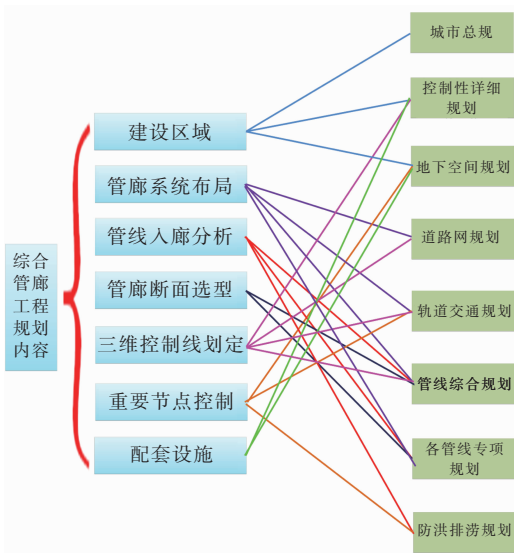 综合
管廊
工程
规划
内容
建设区域
管廊系统布局
管线入廊分析
管廊断面选型
三维控制线划定
重要节点控制
配套设施
城市总规
控制性详细
规划
地下空间规划
道路网规划
轨道交通规划
管线综合规划
各管线专项
规划
防洪排涝规划